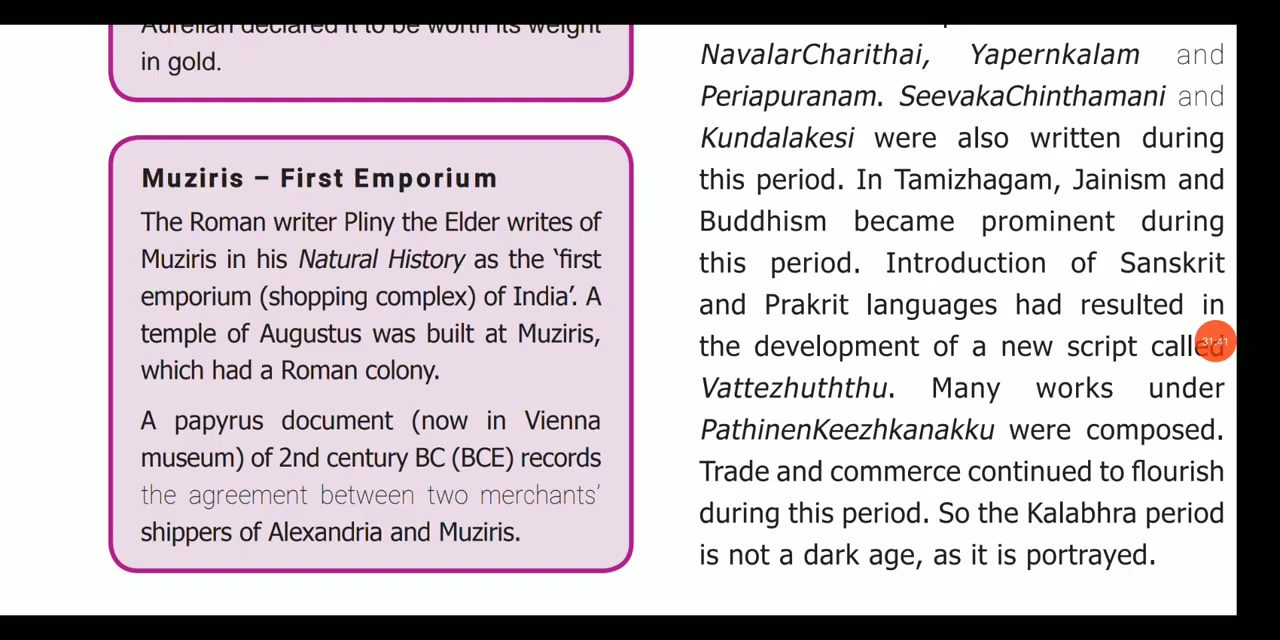 Aurelian declared it to be worth its weight
in gold.
Muziris – First Emporium
The Roman writer Pliny the Elder writes of
Muziris in his Natural History as the ‘first
emporium (shopping complex) of India’. A
temple of Augustus was built at Muziris,
which had a Roman colony.
A papyrus document (now in Vienna
museum) of 2nd century BC (BCE) records
the agreement between two merchants’
shippers of Alexandria and Muziris.
NavalarCharithai, Yapernkalam and
Periapuranam. SeevakaChinthamani and
Kundalakesi were also written during
this period. In Tamizhagam, Jainism and
Buddhism became prominent during
this period. Introduction of Sanskrit
and Prakrit languages had resulted in
the development of a new script called
Vattezhuththu. Many works under
PathinenKeezhkanakku were composed.
Trade and commerce continued to flourish
during this period. So the Kalabhra period
is not a dark age, as it is portrayed.
31:41